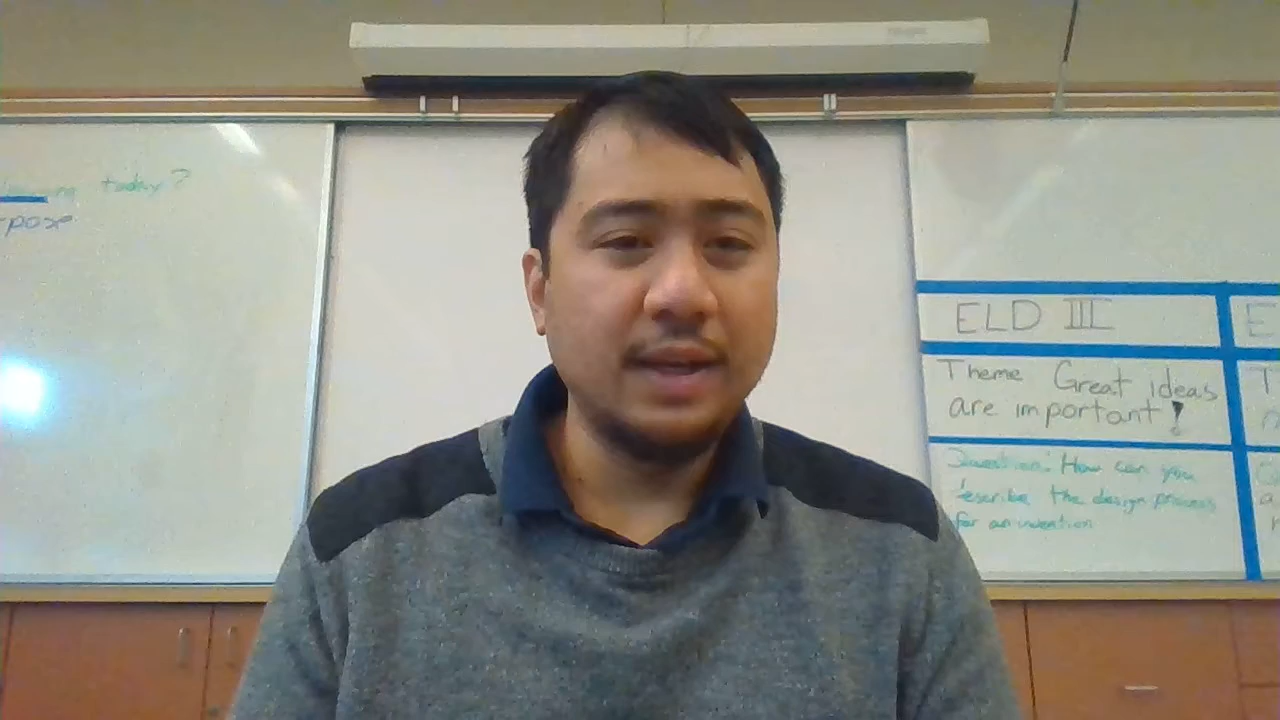 today?
ELD III
Theme Great ideas
are important!
Question: How can you
describe the design process
for an invention